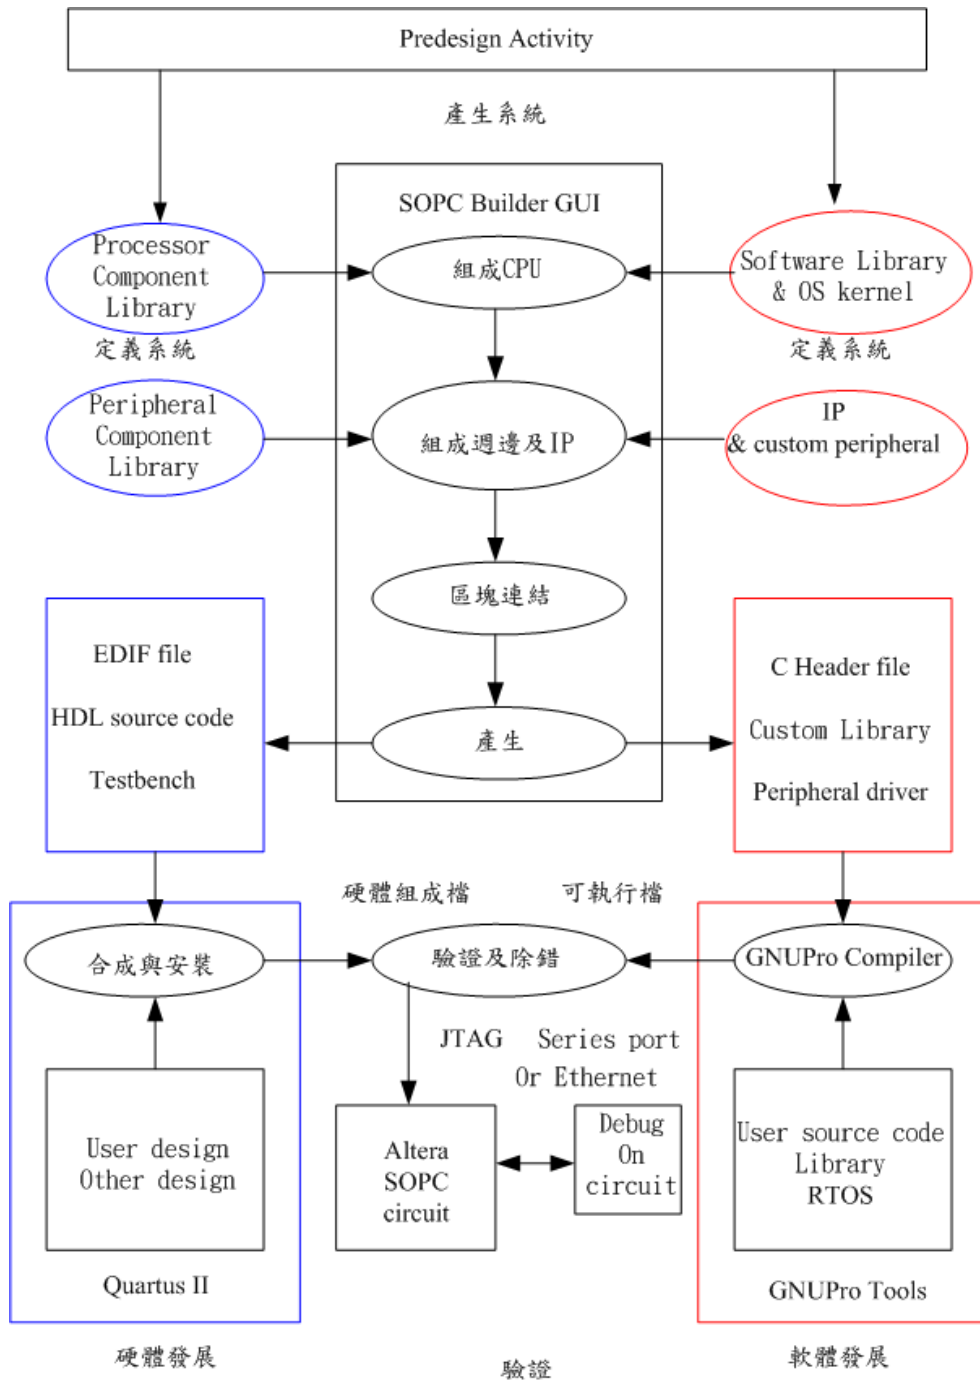 Predesign Activity
產生系統
SOPC Builder GUI
Processor
Component
Library
組成CPU
Software Library
& OS kernel
定義系統
定義系統
Peripheral
Component
Library
組成週邊及IP
IP
& custom peripheral
區塊連結
EDIF file
HDL source code
Testbench
產生
C Header file
Custom Library
Peripheral driver
硬體組成檔
可執行檔
合成與安裝
驗證及除錯
GNUPro Compiler
JTAG
Series port
Or Ethernet
User design
Other design
Altera
SOPC
circuit
Debug
On
circuit
User source code
Library
RTOS
Quartus II
GNUPro Tools
硬體發展
驗證
軟體發展